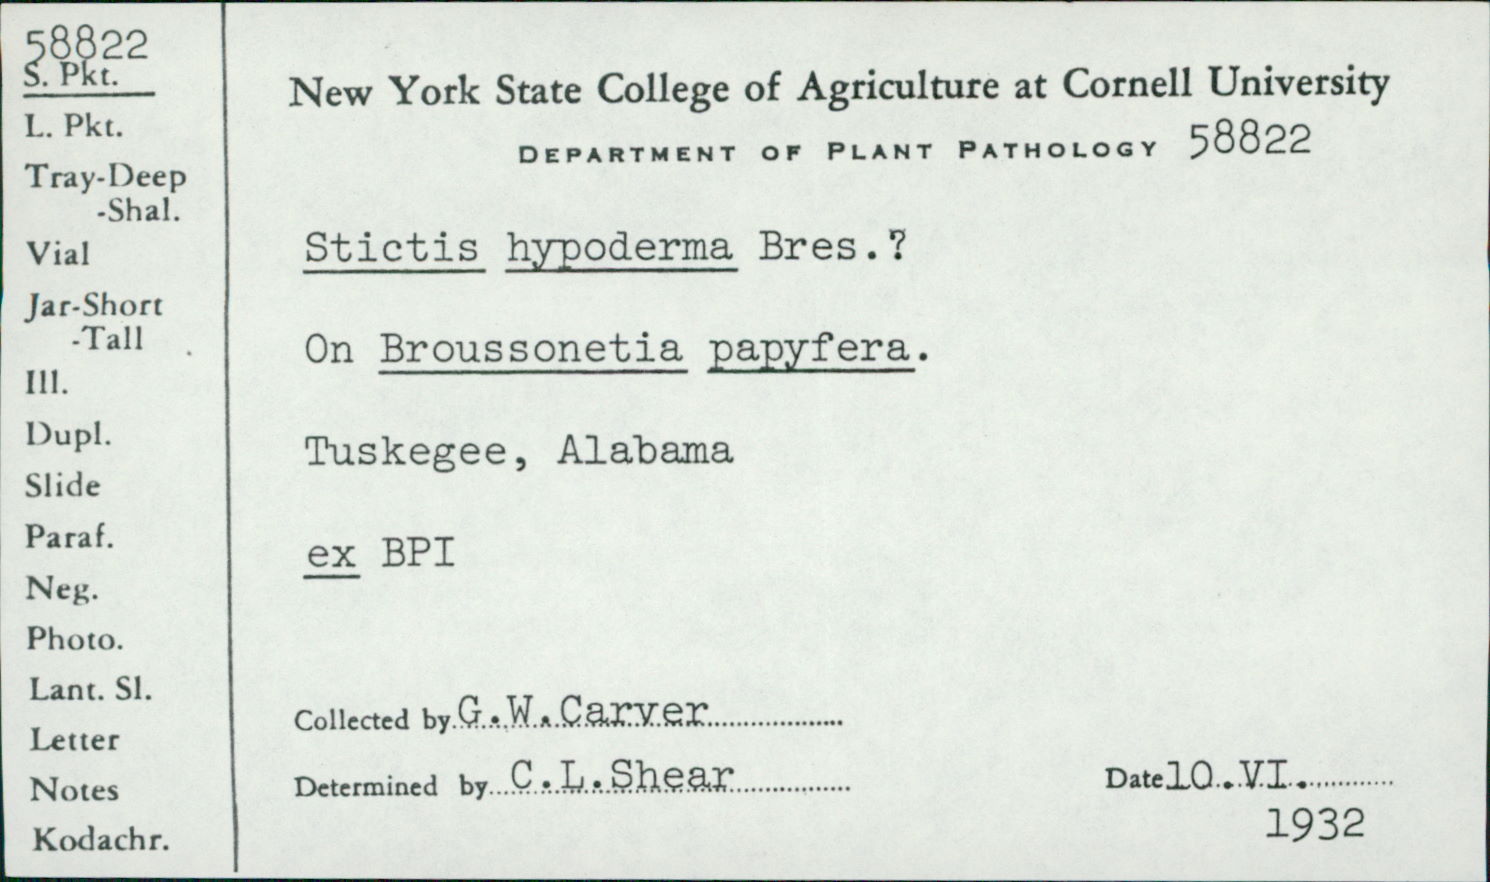 58822
S. Pkt.
L. Pkt.
Tray-Deep
-Shal.
Vial
Jar-Short
-Tall
Ill.
Dupl.
Slide
Paraf.
Neg.
Photo.
Lant. Sl.
Letter
Notes
Kodachr.
New York State College of Agriculture at Cornell University
DEPARTMENT OF PLANT PATHOLOGY 58822
Stictis hypoderma Bres.?
On Broussonetia papyfera.
Tuskegee, Alabama
ex BPI
Collected by G.W.Carver
Determined by C.L.Shear
Date 10.VI.
1932